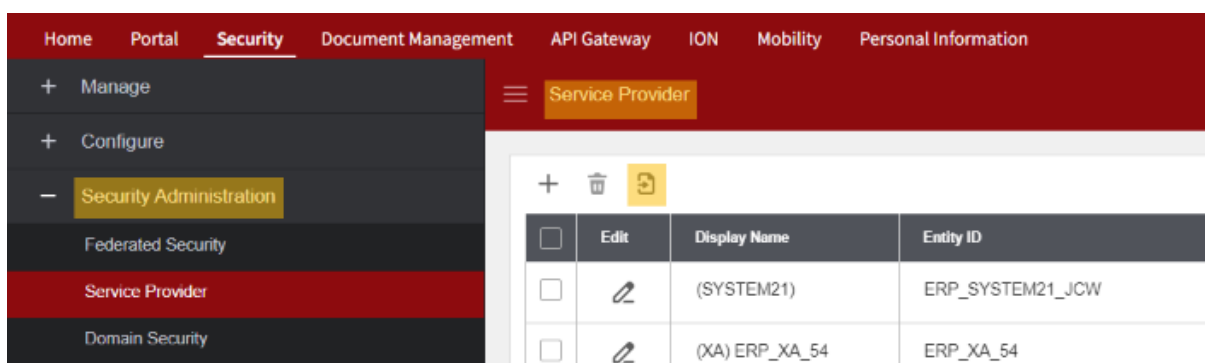 Home Portal Security Document Management API Gateway ION Mobility Personal Information
Manage
Configure
Security Administration
Federated Security
Service Provider
Domain Security
Service Provider
Edit Display Name Entity ID
(SYSTEM21) ERP_SYSTEM21_JCW
(XA) ERP_XA_54 ERP_XA_54